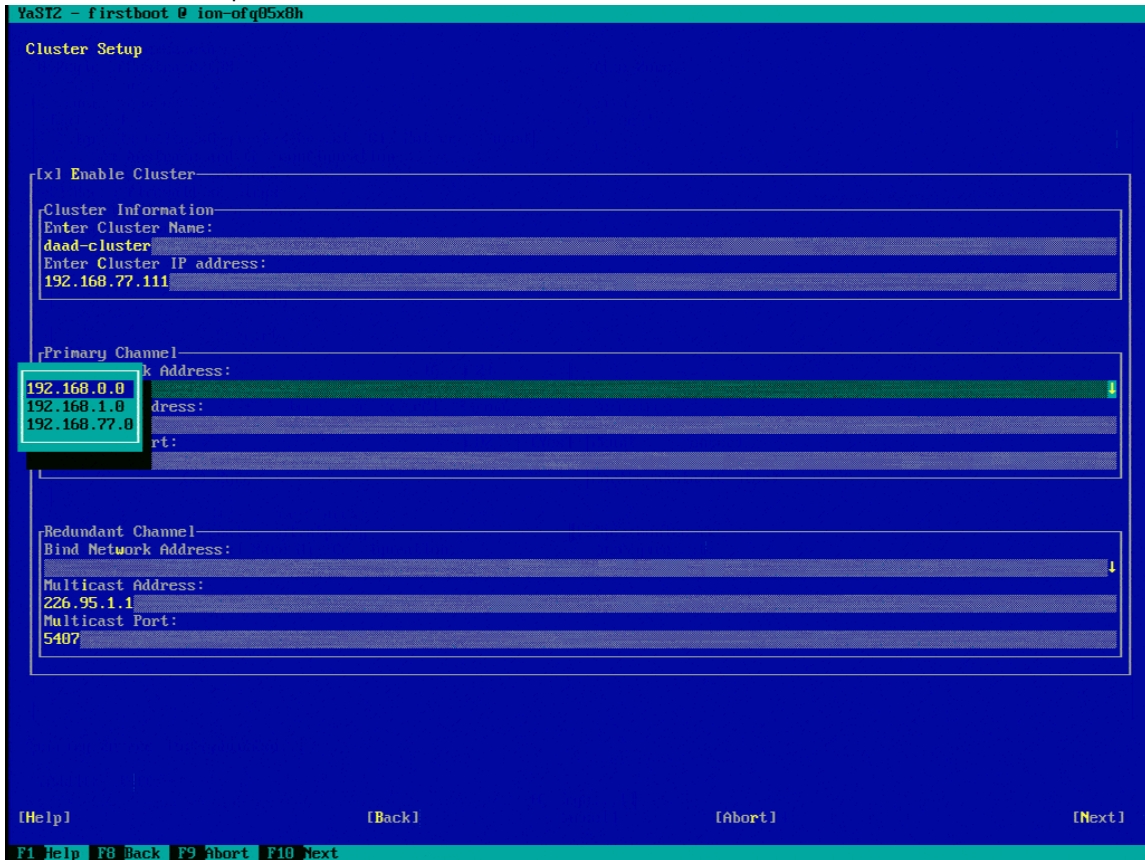 YaST2 - firstboot @ ion-ofq05x8h
Cluster Setup
[x] Enable Cluster
Cluster Information
Enter Cluster Name:
daad-cluster
Enter Cluster IP address:
192.168.77.111
Primary Channel
k Address:
192.168.0.0
192.168.1.0 dress:
192.168.77.0
rt:
Redundant Channel
Bind Network Address:
Multicast Address:
226.95.1.1
Multicast Port:
5407
[Help] [Back] [Abort] [Next]
F1 Help F8 Back F9 Abort F10 Next